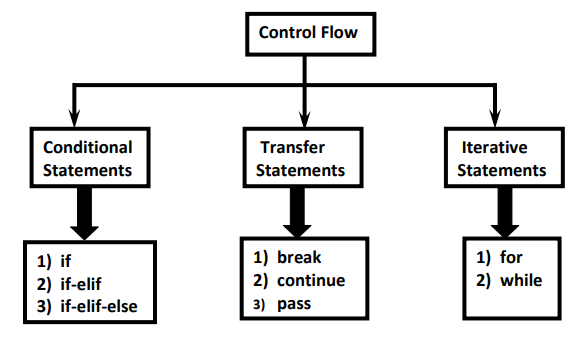 Control Flow
Conditional
Statements
Transfer
Statements
Iterative
Statements
1) if
2) if-elif
3) if-elif-else
1) break
2) continue
3) pass
1) for
2) while